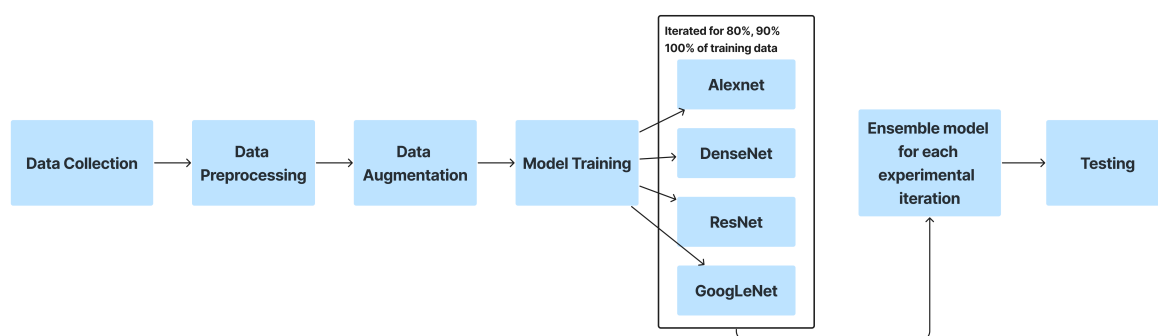 Iterated for 80%, 90%
100% of training data
Alexnet
DenseNet
ResNet
GoogLeNet
Data Collection
Data
Preprocessing
Data
Augmentation
Model Training
Ensemble model
for each
experimental
iteration
Testing